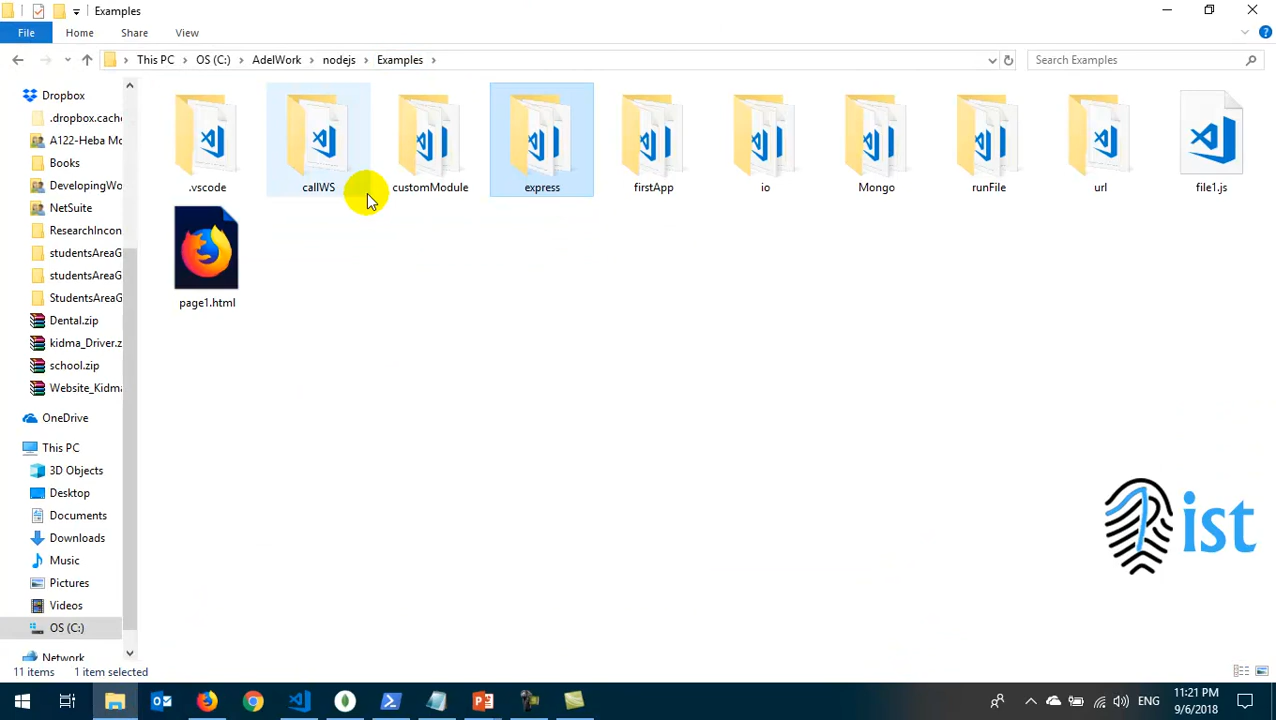 Examples
File
Home
Share
View
This PC
OS (C:)
AdelWork
nodejs
Examples
Search Examples
Dropbox
.dropbox.cache
A122-Heba Mo
Books
DevelopingWo
NetSuite
ResearchIncon
studentsAreaG
studentsAreaG
StudentsAreaG
Dental.zip
kidma_Driver.z
school.zip
Website_Kidma
OneDrive
This PC
3D Objects
Desktop
Documents
Downloads
Music
Pictures
Videos
OS (C:)
Network
.vscode
callWS
customModule
express
firstApp
io
Mongo
runFile
url
file1.js
page1.html
ist
11 items
1 item selected
ENG
11:21 PM
9/6/2018